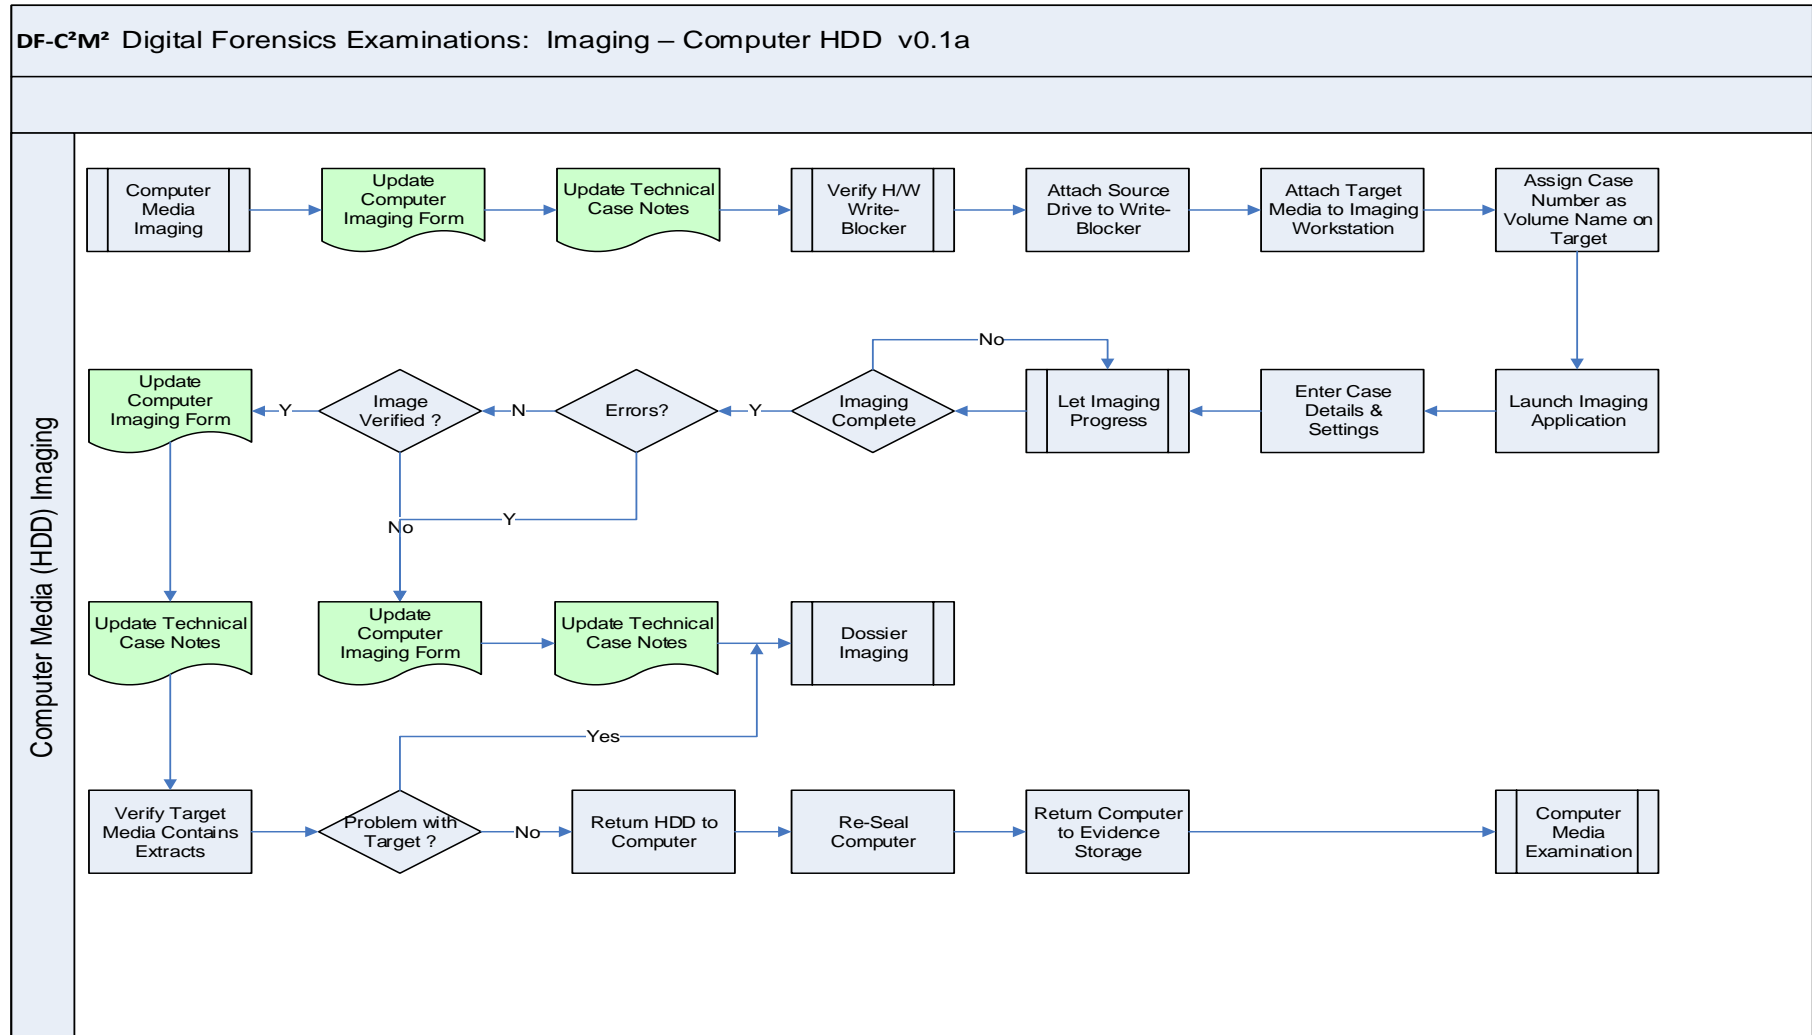 DF-C²M² Digital Forensics Examinations: Imaging – Computer HDD v0.1a
Computer Media (HDD) Imaging
Computer
Media
Imaging
Update
Computer
Imaging Form
Update Technical
Case Notes
Verify H/W
Write-
Blocker
Attach Source
Drive to Write-
Blocker
Attach Target
Media to Imaging
Workstation
Assign Case
Number as
Volume Name on
Target
No
Update
Computer
Imaging Form
Y
Image
Verified ?
N
Errors?
Y
Imaging
Complete
Let Imaging
Progress
Enter Case
Details &
Settings
Launch Imaging
Application
No
Y
Update Technical
Case Notes
Update
Computer
Imaging Form
Update Technical
Case Notes
Dossier
Imaging
Yes
Verify Target
Media Contains
Extracts
Problem with
Target ?
No
Return HDD to
Computer
Re-Seal
Computer
Return Computer
to Evidence
Storage
Computer
Media
Examination